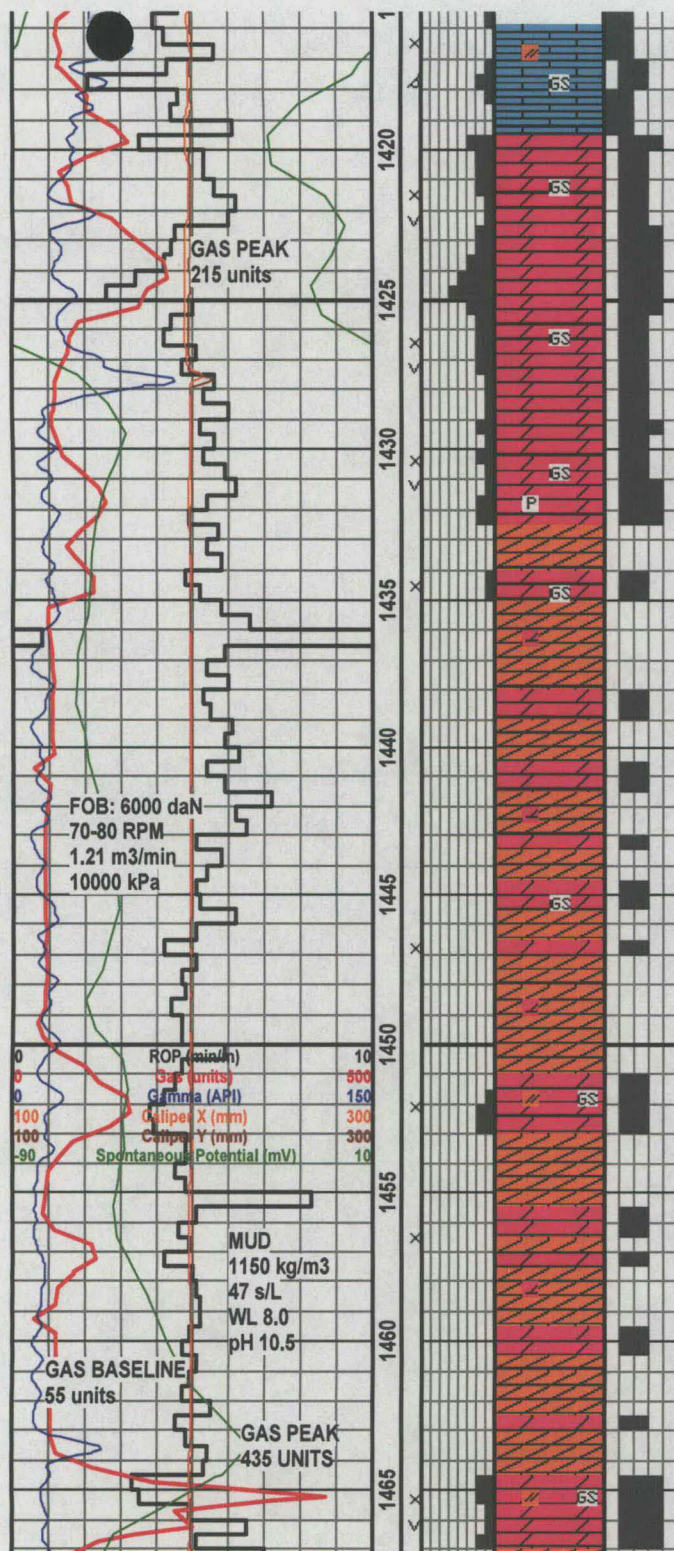 1
GS
GS
1420
GS
GAS PEAK
215 units
1425
GS
1430
GS
P
1435
GS
1440
FOB: 6000 daN
70-80 RPM
1.21 m3/min
10000 kPa
1445
GS
1450
0 ROP (min/m) 10
0 Gas (units) 500
0 Gamma (API) 150
100 Caliper X (mm) 300
100 Caliper Y (mm) 300
-90 Spontaneous Potential (mV) 10
GS
1455
MUD
1150 kg/m3
47 s/L
WL 8.0
pH 10.5
1460
GAS BASELINE
55 units
GAS PEAK
435 UNITS
1465
GS